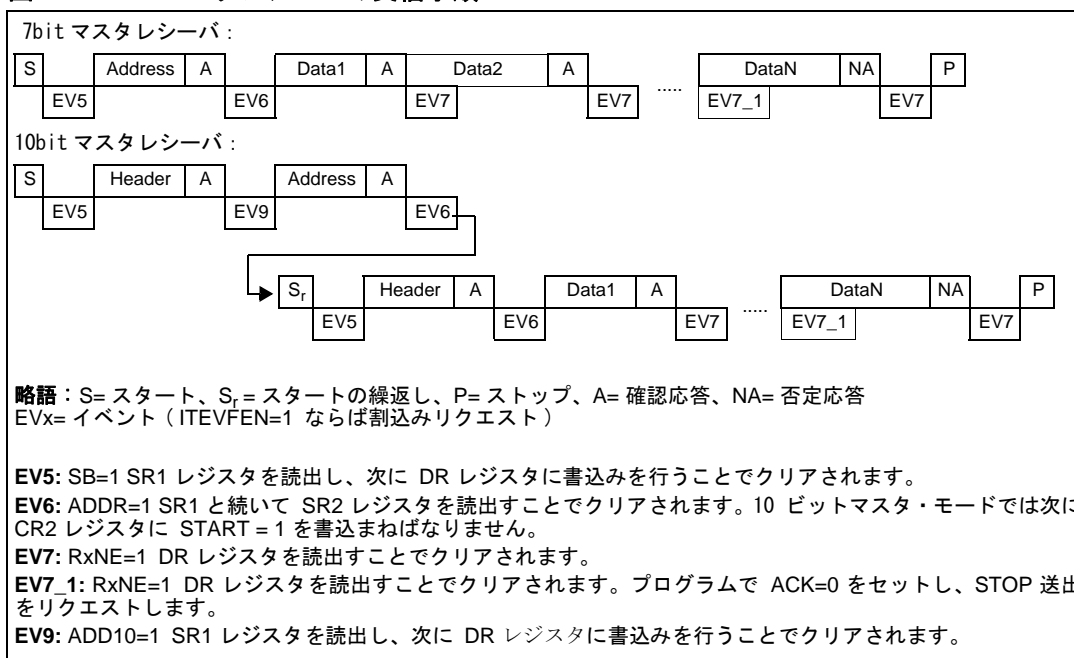 7bit マスタレシーバ：
S Address A Data1 A Data2 A ..... DataN NA P
EV5 EV6 EV7 EV7 EV7_1 EV7
10bit マスタレシーバ：
S Header A Address A
EV5 EV9 EV6
Sr Header A Data1 A ..... DataN NA P
EV5 EV6 EV7 EV7_1 EV7
略語：S= スタート、Sr = スタートの繰返し、P= ストップ、A= 確認応答、NA= 否定応答
EVx= イベント ( ITEVFEN=1 ならば割込みリクエスト )
EV5: SB=1 SR1 レジスタを読出し、次に DR レジスタに書込みを行うことでクリアされます。
EV6: ADDR=1 SR1 と続いて SR2 レジスタを読出すことでクリアされます。10 ビットマスタ・モードでは次に
CR2 レジスタに START = 1 を書込まねばなりません。
EV7: RxNE=1 DR レジスタを読出すことでクリアされます。
EV7_1: RxNE=1 DR レジスタを読出すことでクリアされます。プログラムで ACK=0 をセットし、STOP 送出
をリクエストします。
EV9: ADD10=1 SR1 レジスタを読出し、次に DR レジスタに書込みを行うことでクリアされます。